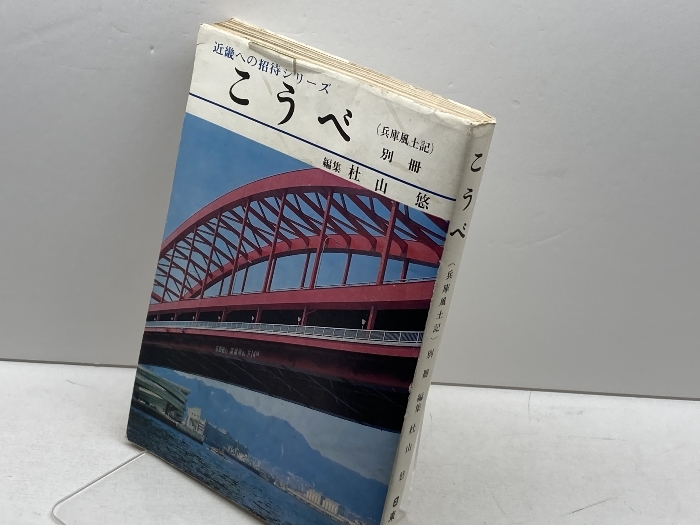 近畿への招待シリーズ
こうべ
(兵庫風土記)
別冊
編集 杜山 悠
こうべ
(兵庫風土記)別冊
編集 杜山 悠